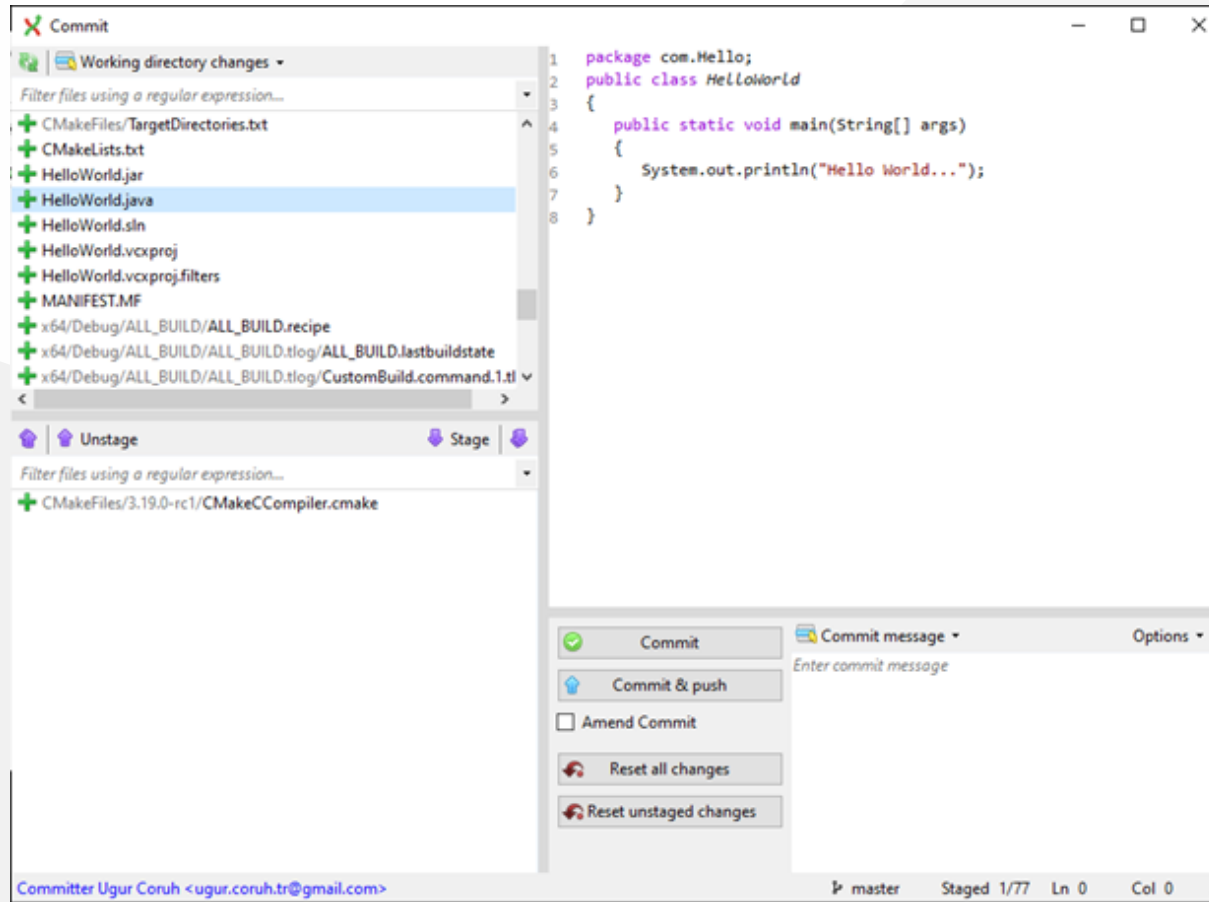 Commit
Working directory changes
Filter files using a regular expression...
CMakeFiles/TargetDirectories.txt
CMakeLists.txt
HelloWorld.jar
HelloWorld.java
HelloWorld.sln
HelloWorld.vcxproj
HelloWorld.vcxproj.filters
MANIFEST.MF
x64/Debug/ALL_BUILD/ALL_BUILD.recipe
x64/Debug/ALL_BUILD/ALL_BUILD.tlog/ALL_BUILD.lastbuildstate
x64/Debug/ALL_BUILD/ALL_BUILD.tlog/CustomBuild.command.1.tl
Unstage Stage
Filter files using a regular expression...
CMakeFiles/3.19.0-rc1/CMakeCCompiler.cmake
1 package com.Hello;
2 public class HelloWorld
3 {
4 public static void main(String[] args)
5 {
6 System.out.println("Hello World...");
7 }
8 }
Commit
Commit & push
Amend Commit
Reset all changes
Reset unstaged changes
Commit message Options
Enter commit message
Committer Ugur Coruh <ugur.coruh.tr@gmail.com> master Staged 1/77 Ln 0 Col 0